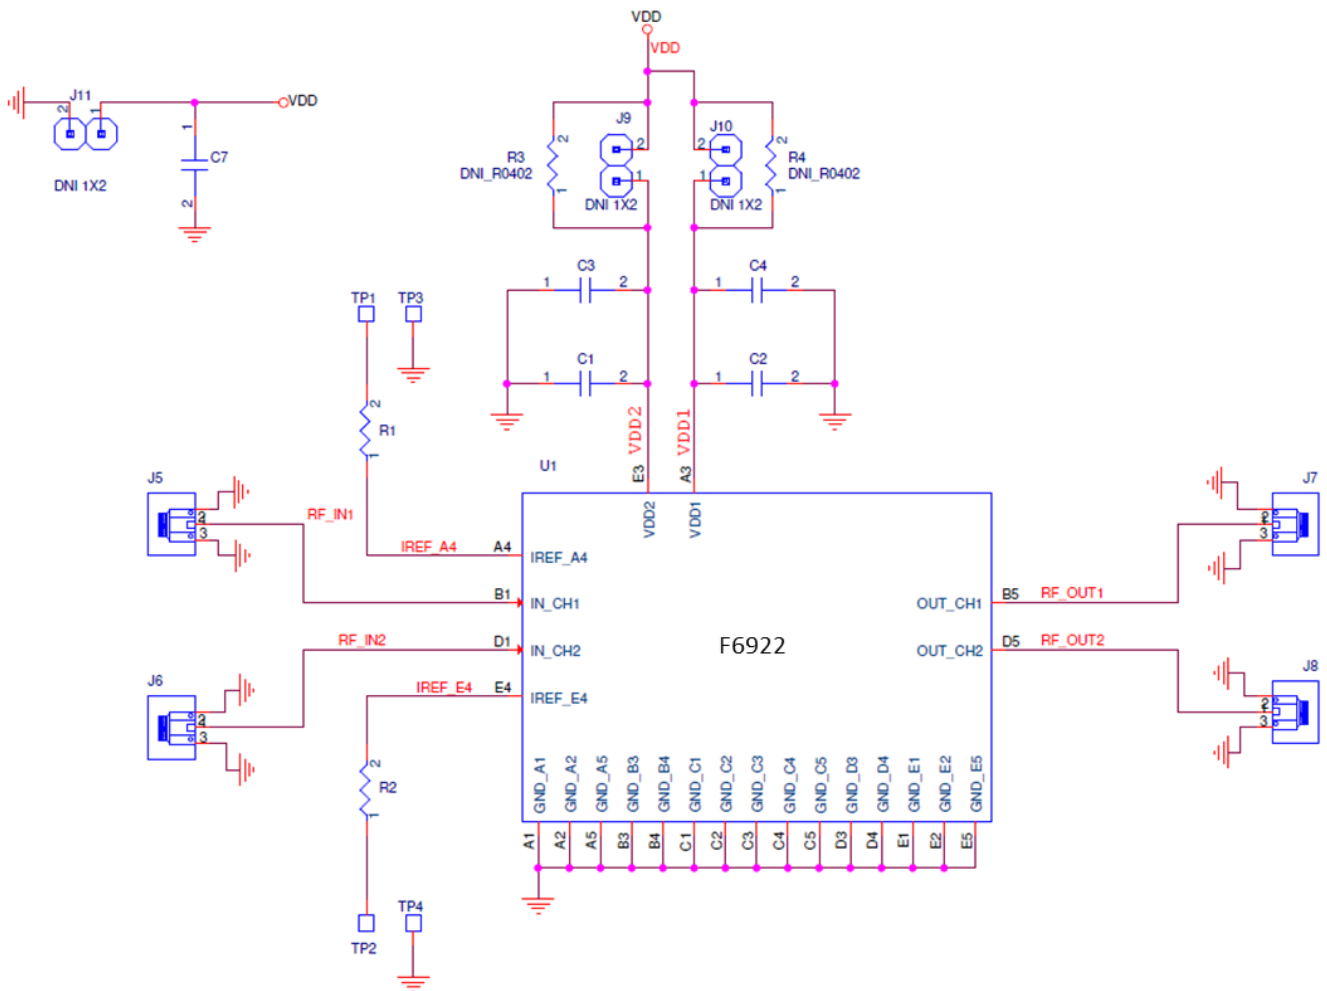 VDD
VDD
J11
2
1
VDD
1
C7
2
DNI 1X2
J9
2
1
DNI 1X2
J10
2
1
DNI 1X2
R3
DNI_R0402
2
1
R4
DNI_R0402
2
1
C3
1
2
C4
1
2
C1
1
2
C2
1
2
TP1
TP3
2
R1
1
VDD2
VDD1
E3
A3
U1
VDD2
VDD1
J5
2
1
3
RF_IN1
IREF_A4
A4
IREF_A4
B1
IN_CH1
RF_IN2
D1
IN_CH2
IREF_E4
E4
IREF_E4
J6
2
1
3
F6922
OUT_CH1
B5
RF_OUT1
OUT_CH2
D5
RF_OUT2
J7
2
1
3
J8
2
1
3
2
R2
1
GND_A1
GND_A2
GND_A5
GND_B3
GND_B4
GND_C1
GND_C2
GND_C3
GND_C4
GND_C5
GND_D3
GND_D4
GND_E1
GND_E2
GND_E5
A1
A2
A5
B3
B4
C1
C2
C3
C4
C5
D3
D4
E1
E2
E5
TP2
TP4